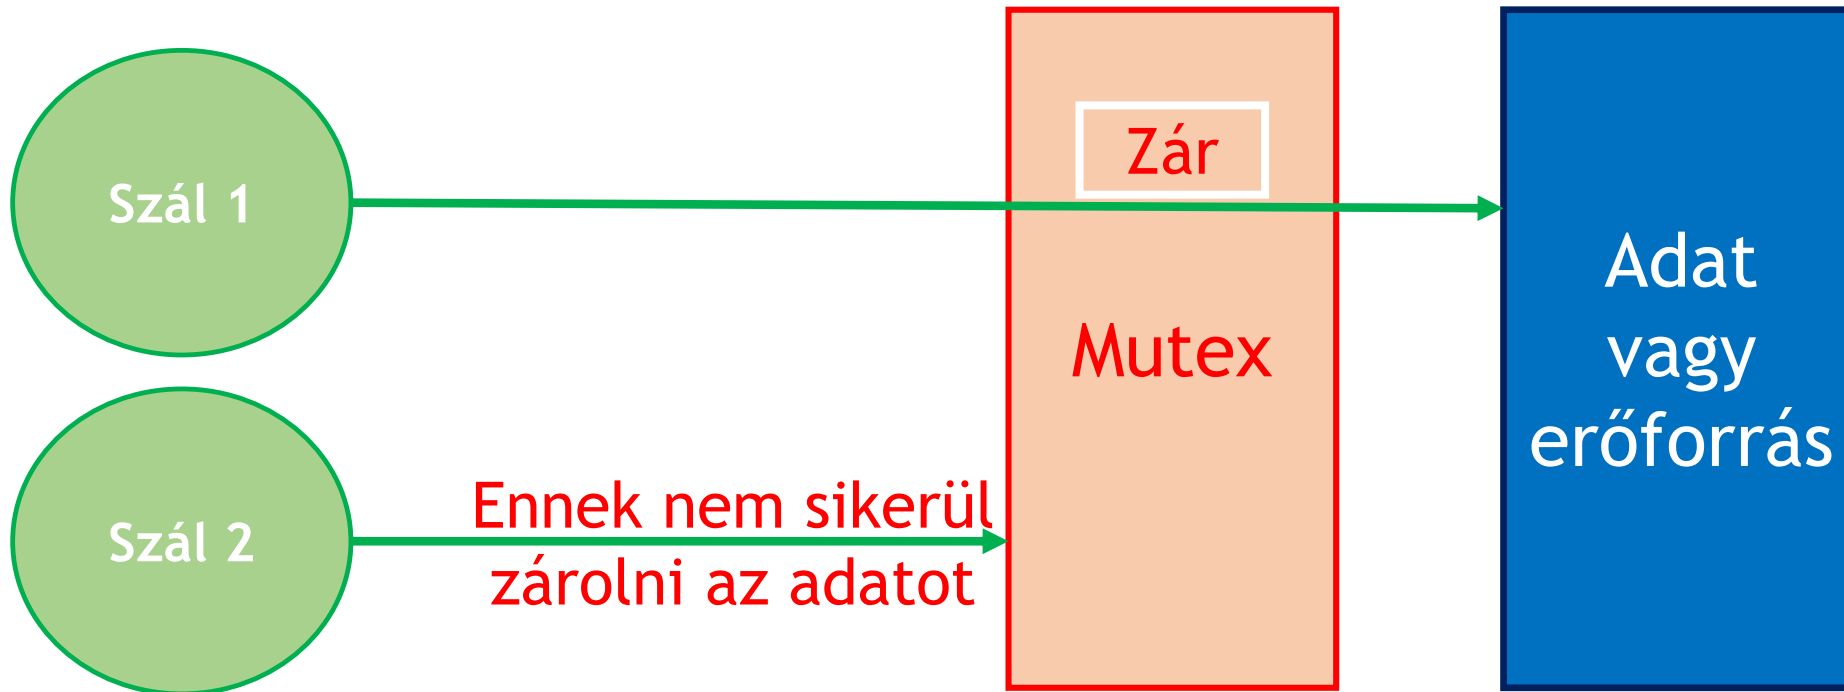 Szál 1
Zár
Mutex
Adat
vagy
erőforrás
Szál 2
Ennek nem sikerül
zárolni az adatot